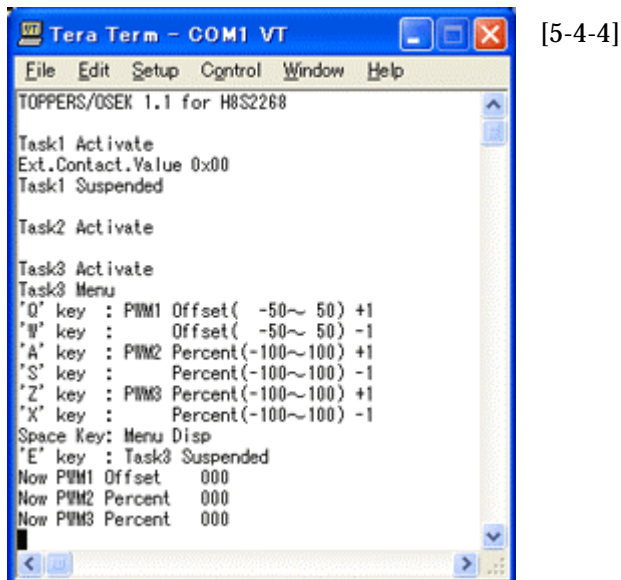 Tera Term - COM1 VT
[5-4-4]
File Edit Setup Control Window Help
TOPPERS/OSEK 1.1 for H8S2268
Task1 Activate
Ext.Contact.Value 0x00
Task1 Suspended
Task2 Activate
Task3 Activate
Task3 Menu
'Q' key : PWM1 Offset( -50～ 50) +1
'W' key : Offset( -50～ 50) -1
'A' key : PWM2 Percent(-100～100) +1
'S' key : Percent(-100～100) -1
'Z' key : PWM3 Percent(-100～100) +1
'X' key : Percent(-100～100) -1
Space Key: Menu Disp
'E' key : Task3 Suspended
Now PWM1 Offset 000
Now PWM2 Percent 000
Now PWM3 Percent 000